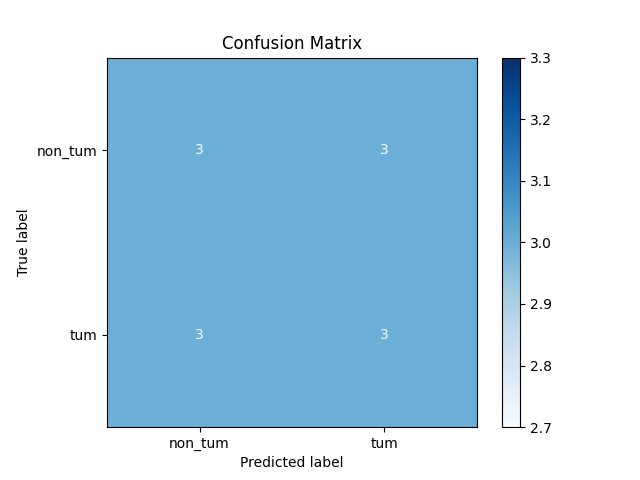 Confusion Matrix
3.3
3.2
3.1
3.0
2.9
2.8
2.7
True label
non_tum
3 3
tum
3 3
non_tum tum
Predicted label